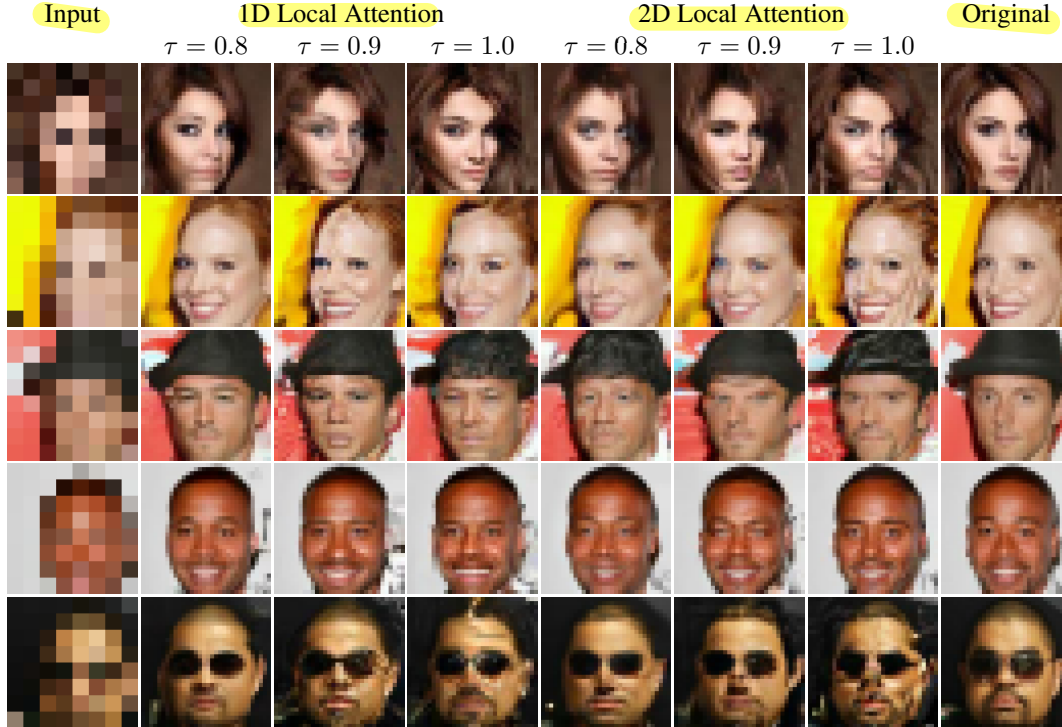 Input 1D Local Attention 2D Local Attention Original
τ = 0.8 τ = 0.9 τ = 1.0 τ = 0.8 τ = 0.9 τ = 1.0